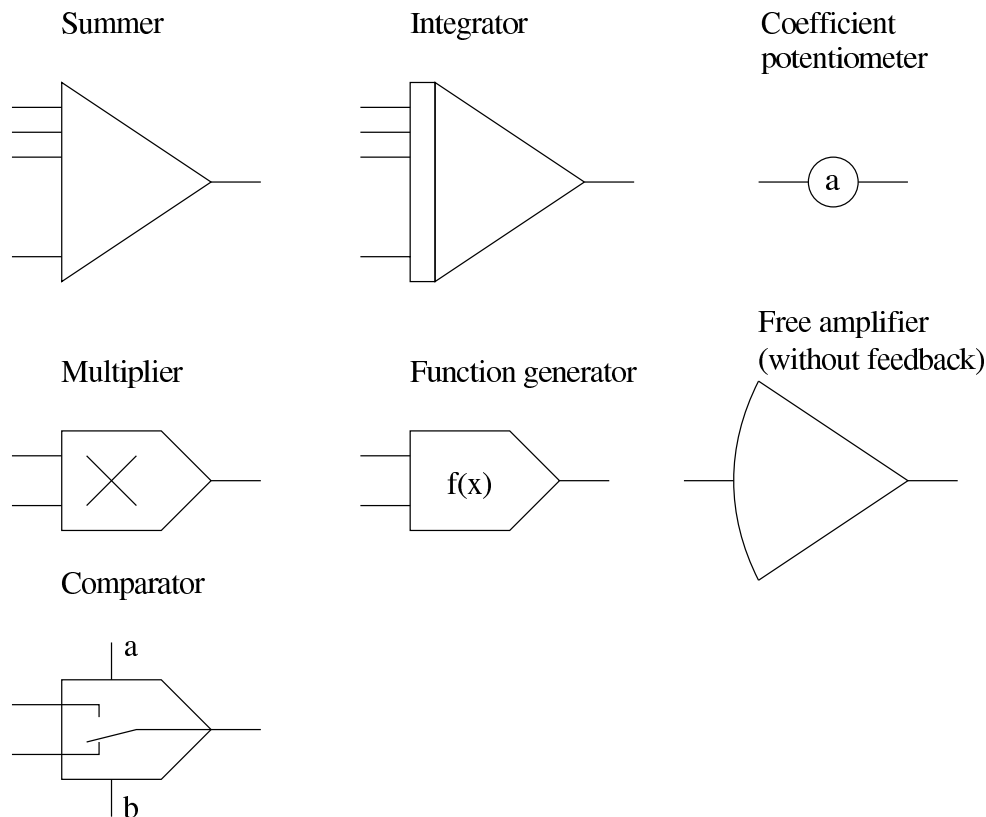 Summer
Integrator
Coefficient
potentiometer
a
Free amplifier
(without feedback)
Multiplier
Function generator
f(x)
Comparator
a
b